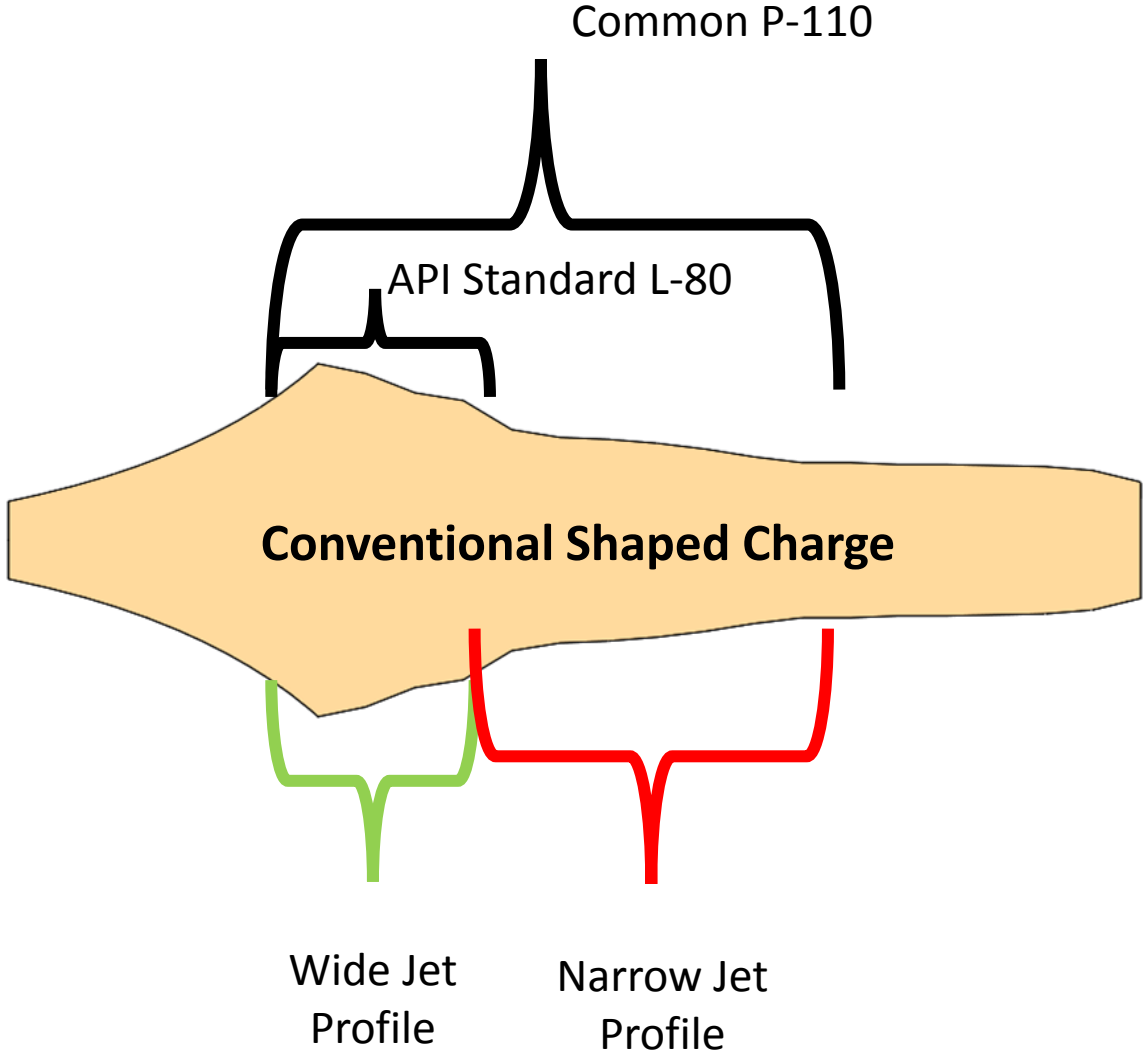 Common P-110
API Standard L-80
Conventional Shaped Charge
Wide Jet
Profile
Narrow Jet
Profile